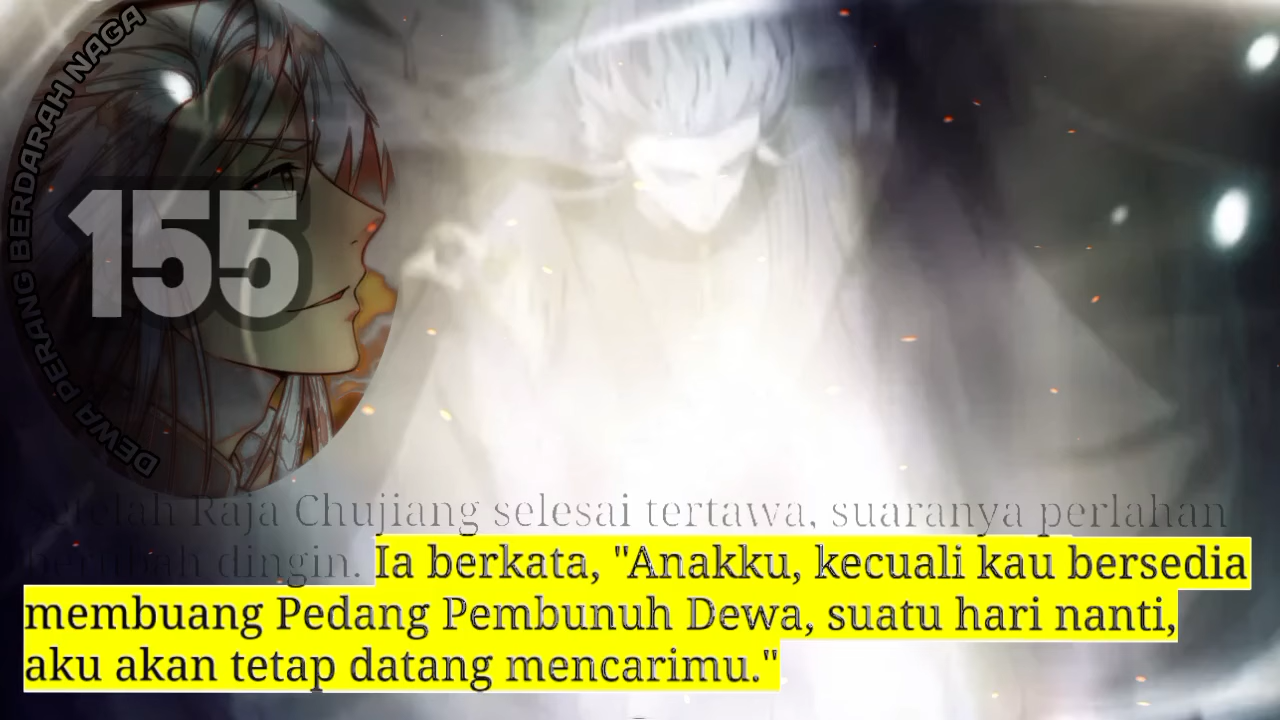 DEWA PERANG BERDARAH NAGA
155
Setelah Raja Chujiang selesai tertawa, suaranya perlahan
berubah dingin. Ia berkata, "Anakku, kecuali kau bersedia
membuang Pedang Pembunuh Dewa, suatu hari nanti,
aku akan tetap datang mencarimu."